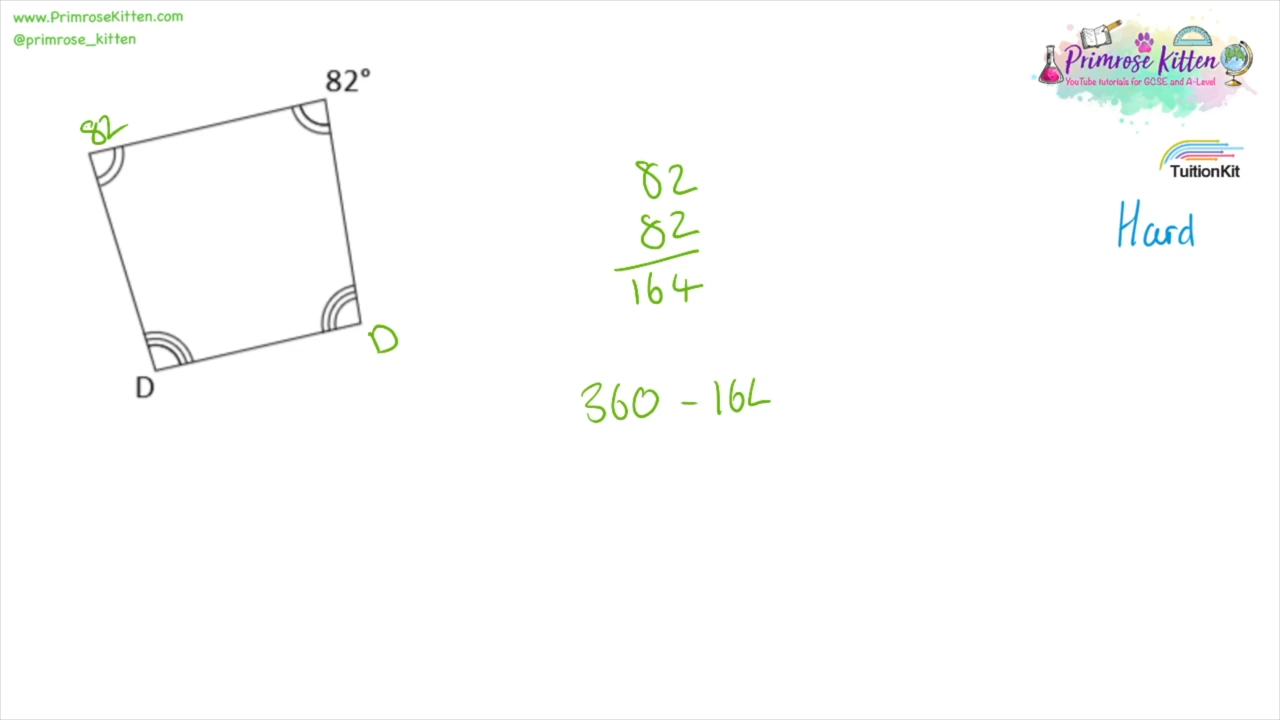 www.PrimroseKitten.com
@primrose_kitten
Primrose Kitten
YouTube tutorials for GCSE and A-Level
TuitionKit
Hard
82°
82
D
D
82
82
164
360 - 164